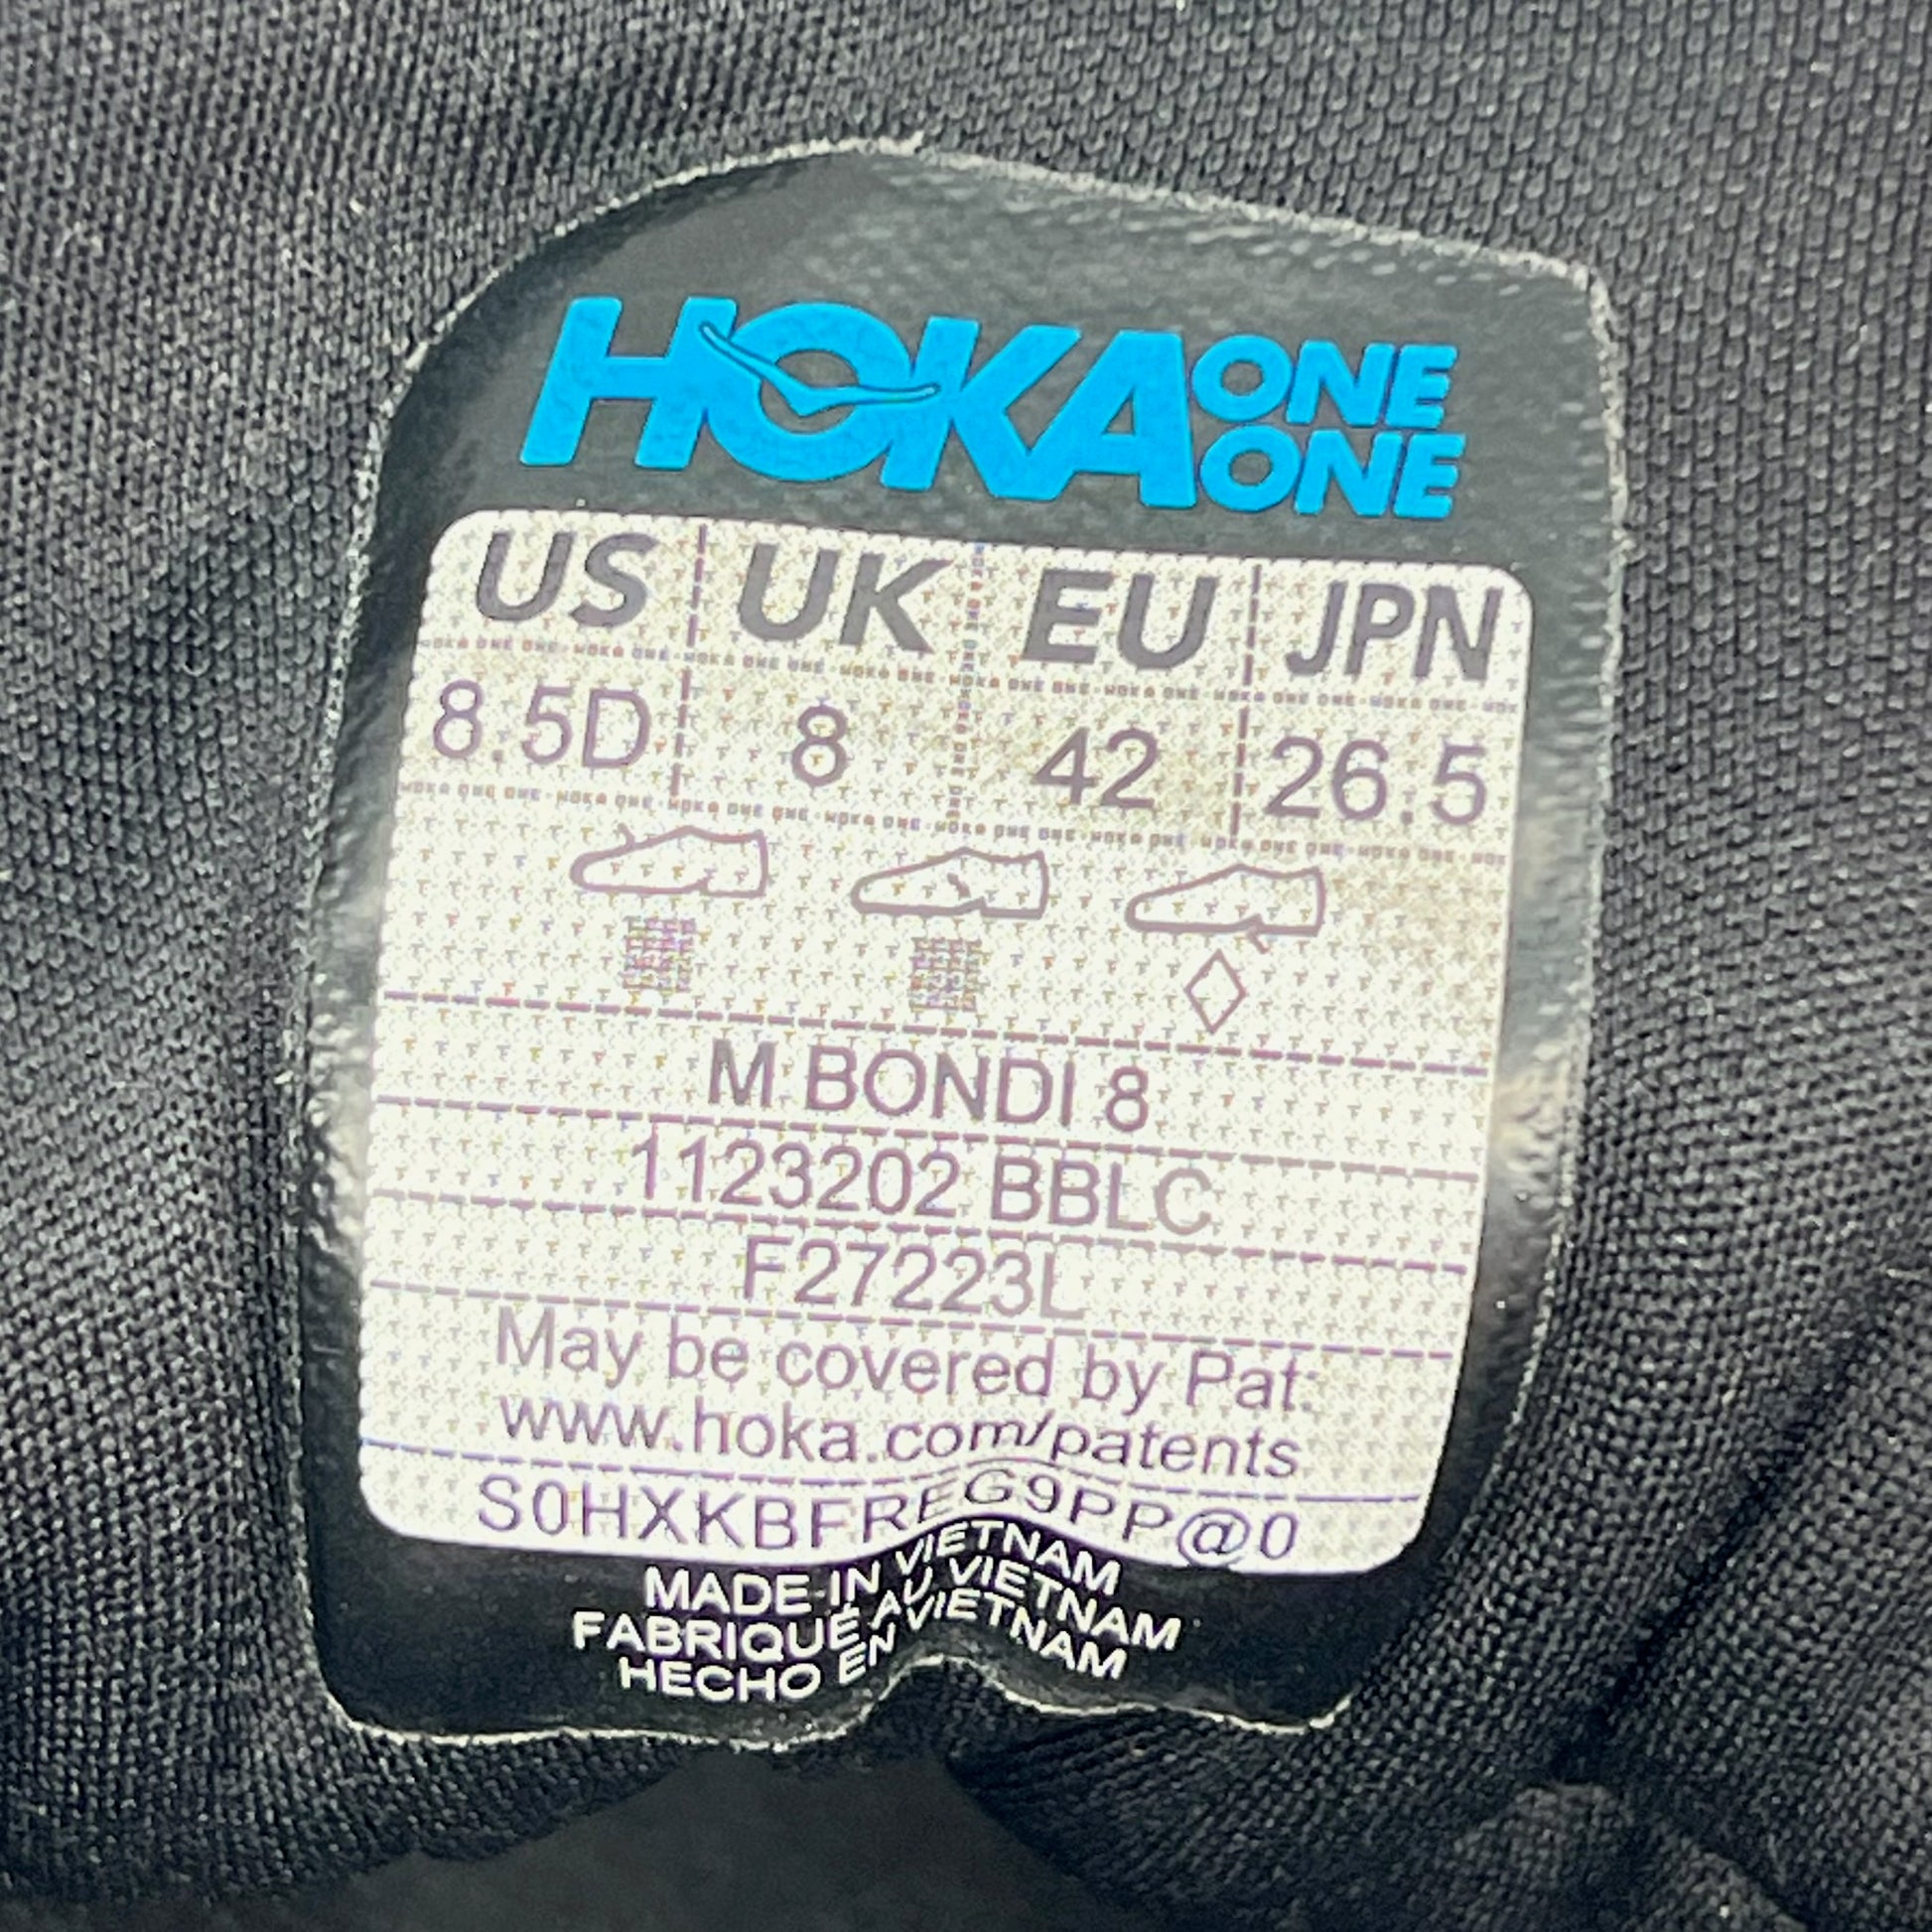 HOKA ONE ONE
US UK EU JPN
8.5D 8 42 26.5
M BONDI 8
1123202 BBLC
F27223L
May be covered by Pat:
www.hoka.com/patents
S0HXKBFREG9PP@0
MADE IN VIETNAM
FABRIQUÉ AU VIETNAM
HECHO EN VIETNAM